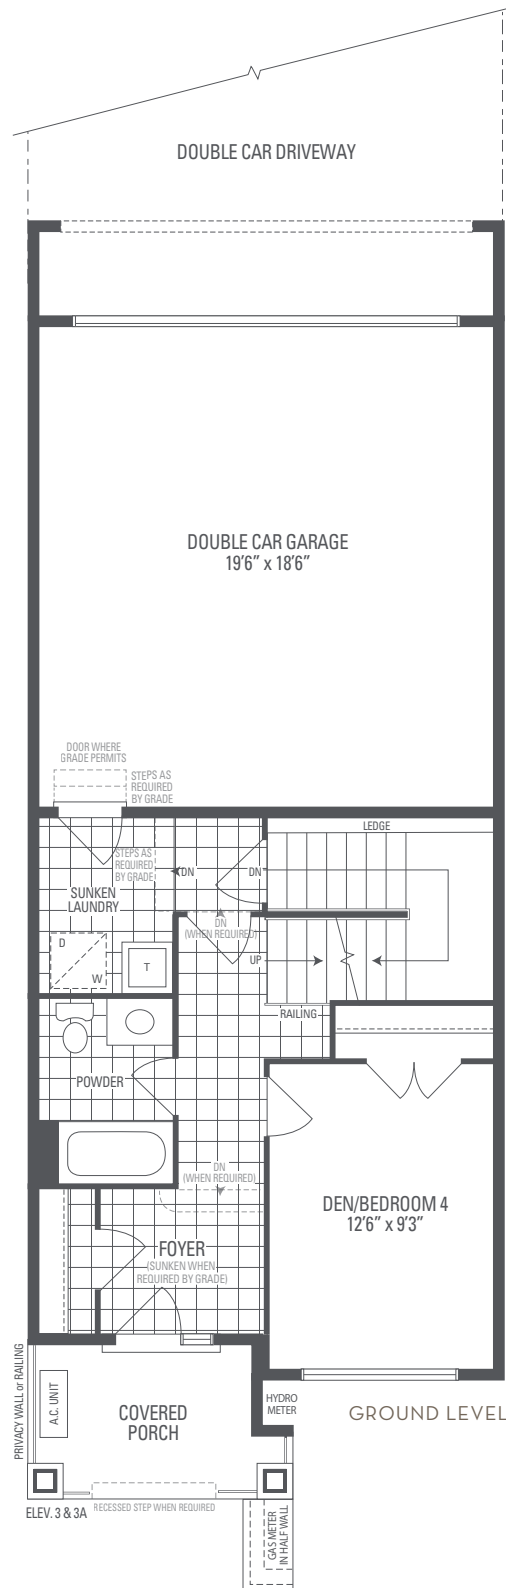 DOUBLE CAR DRIVEWAY
DOUBLE CAR GARAGE
19'6" x 18'6"
DOOR WHERE
GRADE PERMITS
STEPS AS
REQUIRED
BY GRADE
LEDGE
STEPS AS
REQUIRED
BY GRADE
DN
DN
SUNKEN
LAUNDRY
DN
(WHEN REQUIRED)
D
W
T
UP
RAILING
POWDER
DN
(WHEN REQUIRED)
DEN/BEDROOM 4
12'6" x 9'3"
FOYER
(SUNKEN WHEN
REQUIRED BY GRADE)
PRIVACY WALL or RAILING
A.C. UNIT
COVERED
PORCH
HYDRO
METER
GROUND LEVEL
ELEV. 3 & 3A
RECESSED STEP WHEN REQUIRED
GAS METER
IN HALF WALL